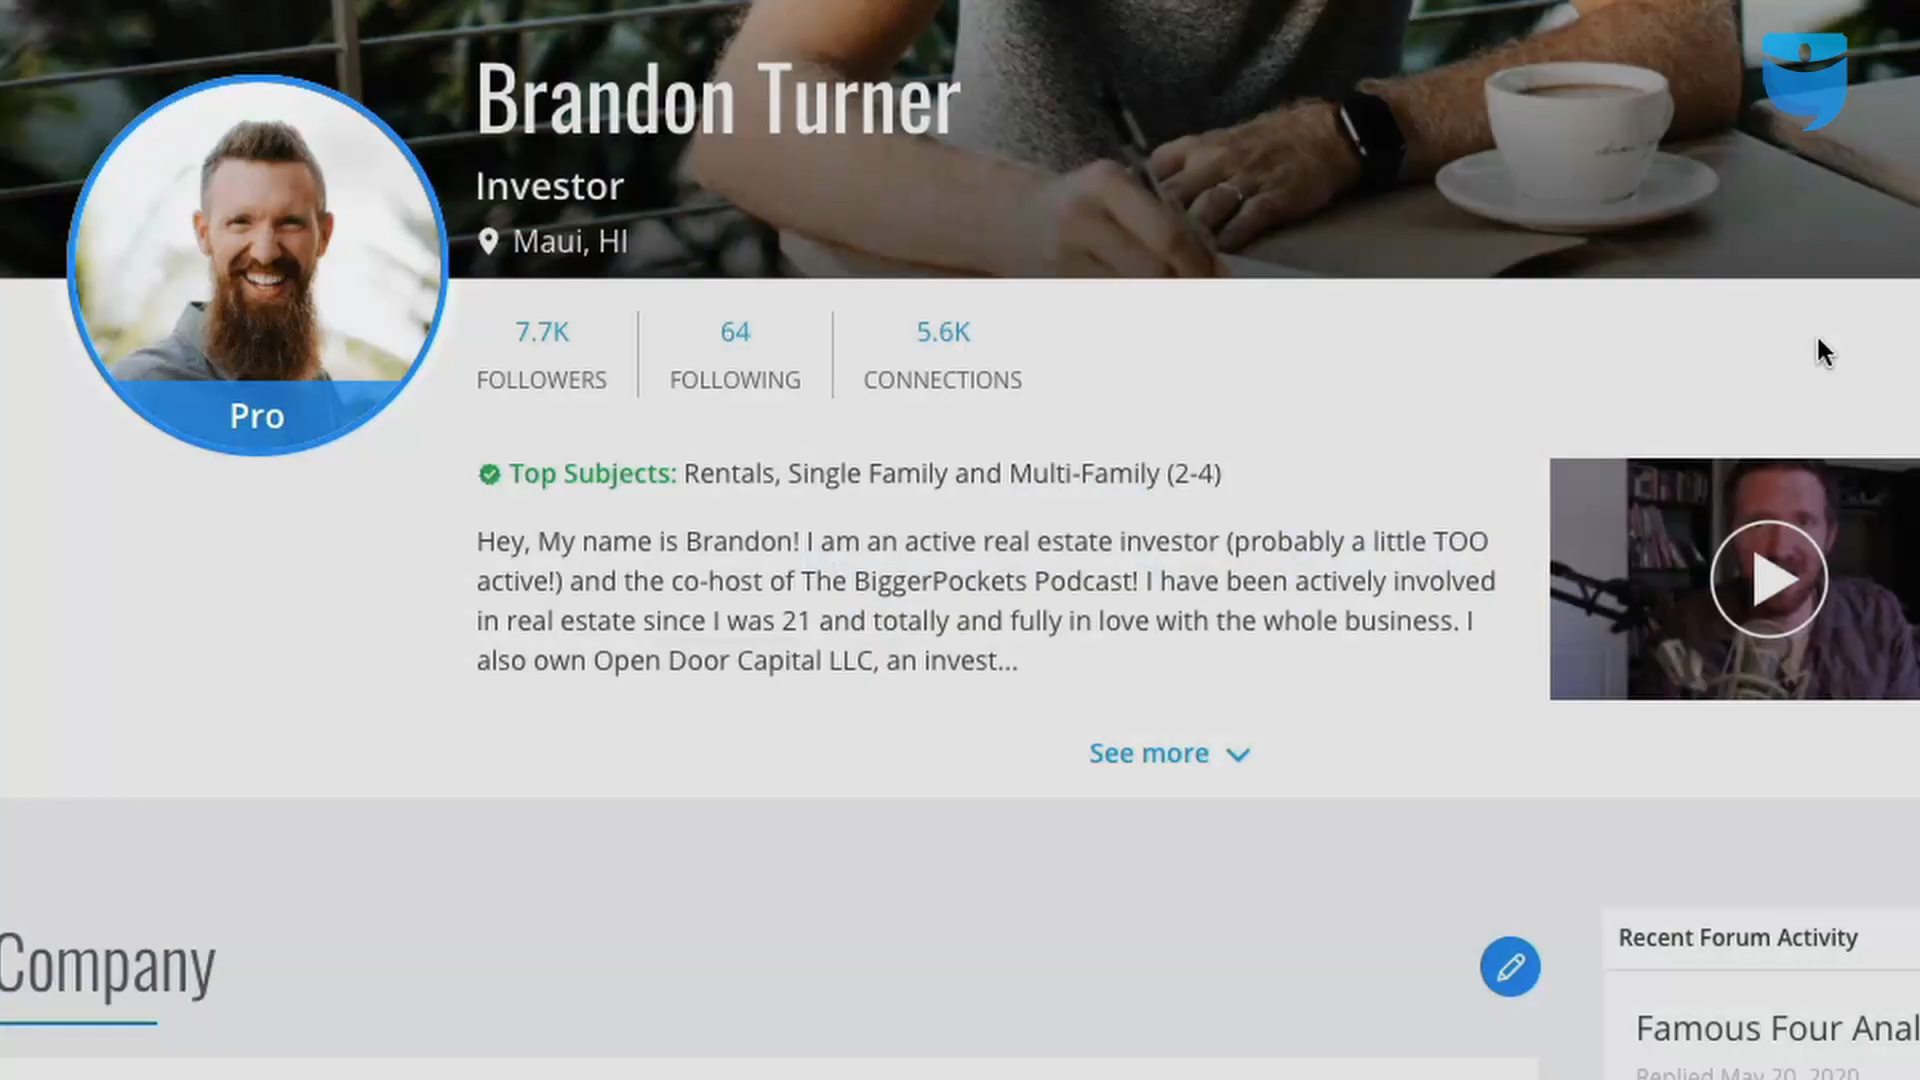 Brandon Turner
Investor
Maui, HI
7.7K
FOLLOWERS
64
FOLLOWING
5.6K
CONNECTIONS
Pro
Top Subjects: Rentals, Single Family and Multi-Family (2-4)
Hey, My name is Brandon! I am an active real estate investor (probably a little TOO
active!) and the co-host of The BiggerPockets Podcast! I have been actively involved
in real estate since I was 21 and totally and fully in love with the whole business. I
also own Open Door Capital LLC, an invest...
See more
Company
Recent Forum Activity
Famous Four Anal
Replied May 20, 2020